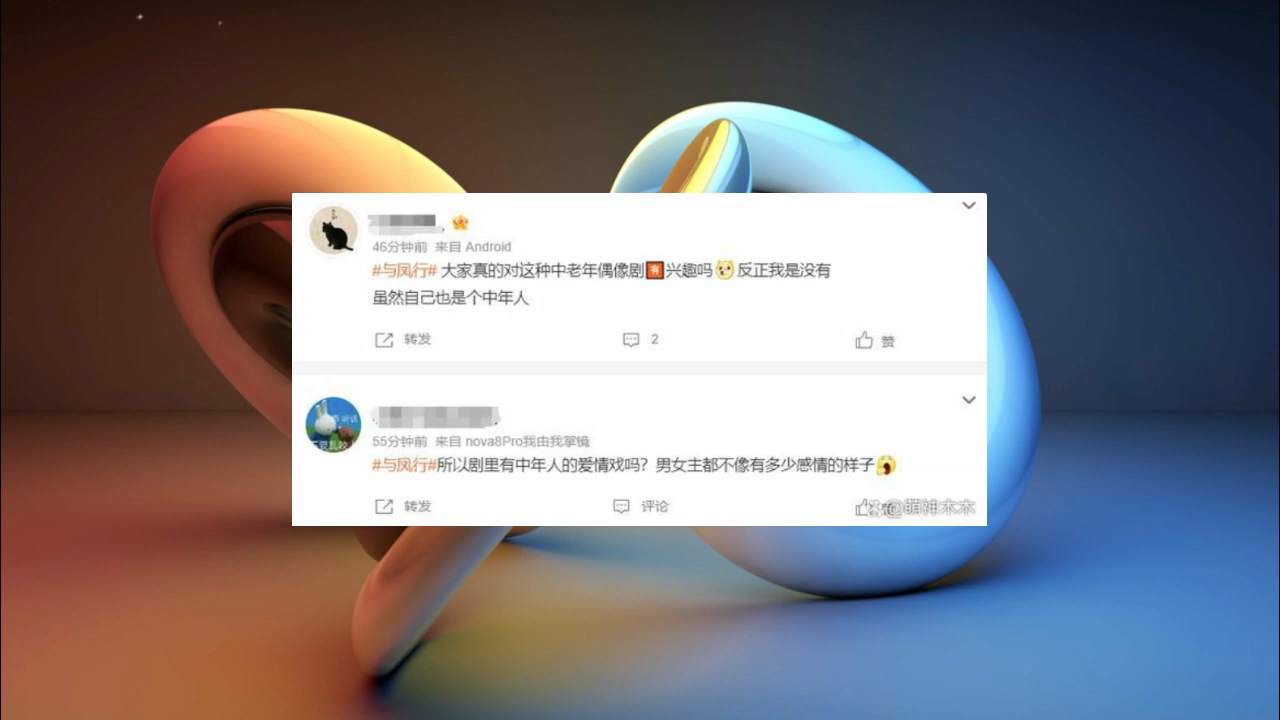 46分钟前 来自 Android
#与凤行# 大家真的对这种中老年偶像剧🈶兴趣吗 反正我是没有
虽然自己也是个中年人
转发 2 赞
55分钟前 来自 nova8Pro我由我掌镜
#与凤行#所以剧里有中年人的爱情戏吗？男女主都不像有多少感情的样子
转发 评论
@萌神木木